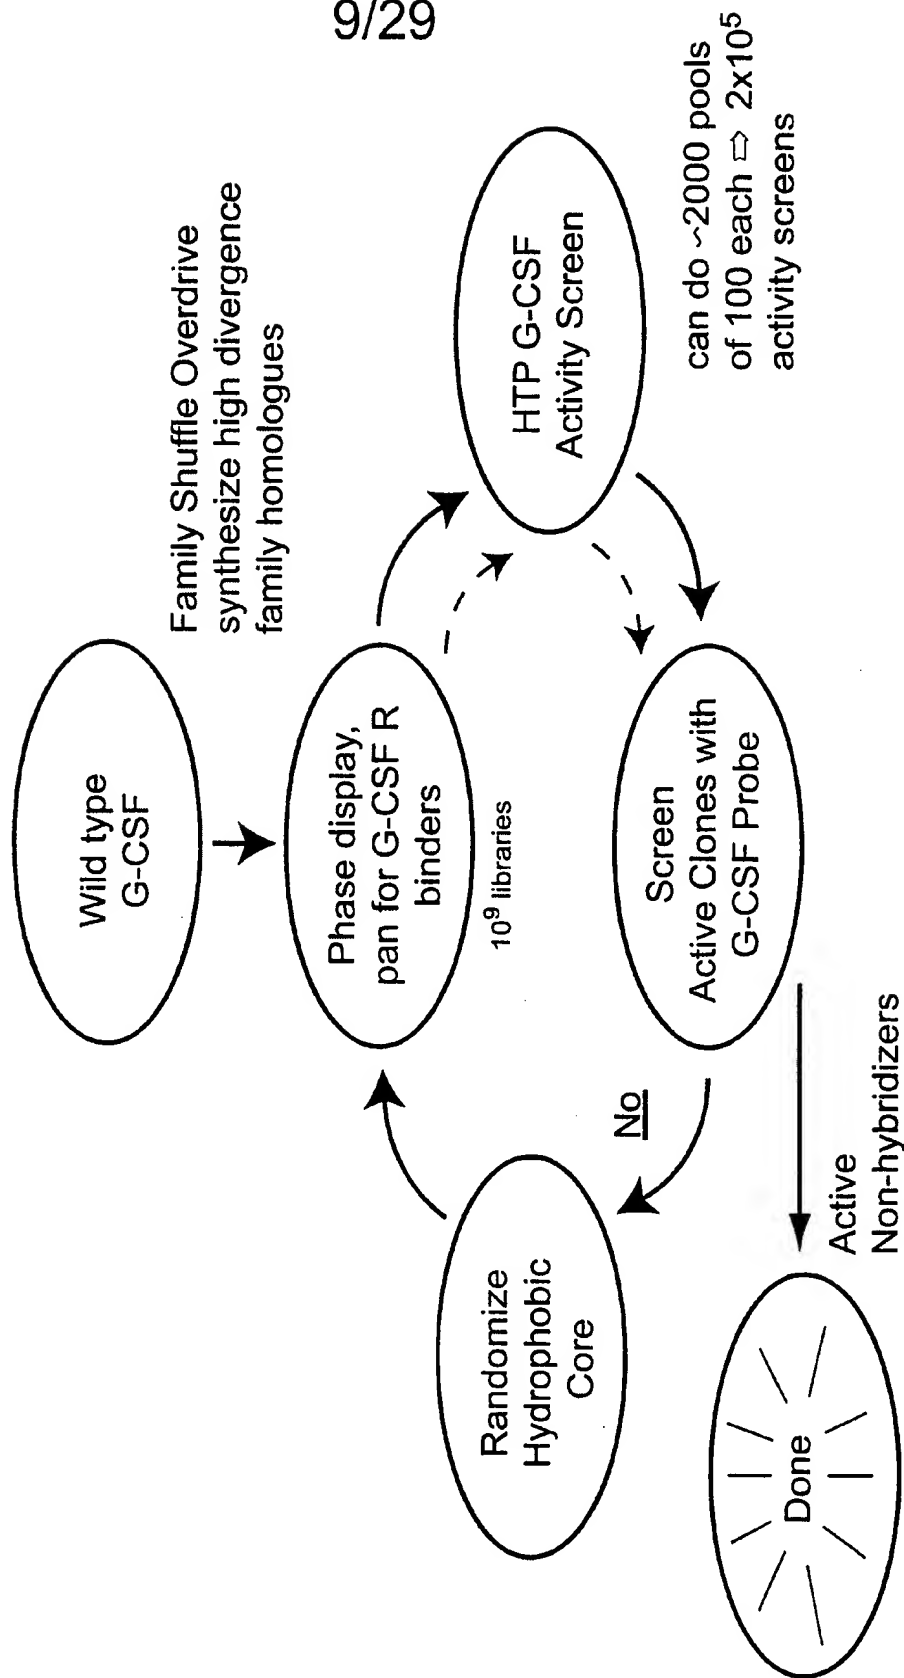 9/29
Wild type
G-CSF
Family Shuffle Overdrive
synthesize high divergence
family homologues
Phase display,
pan for G-CSF R
binders
10⁹ libraries
HTP G-CSF
Activity Screen
can do ~2000 pools
of 100 each ⇨ 2x10⁵
activity screens
Screen
Active Clones with
G-CSF Probe
No
Randomize
Hydrophobic
Core
Active
Non-hybridizers
Done